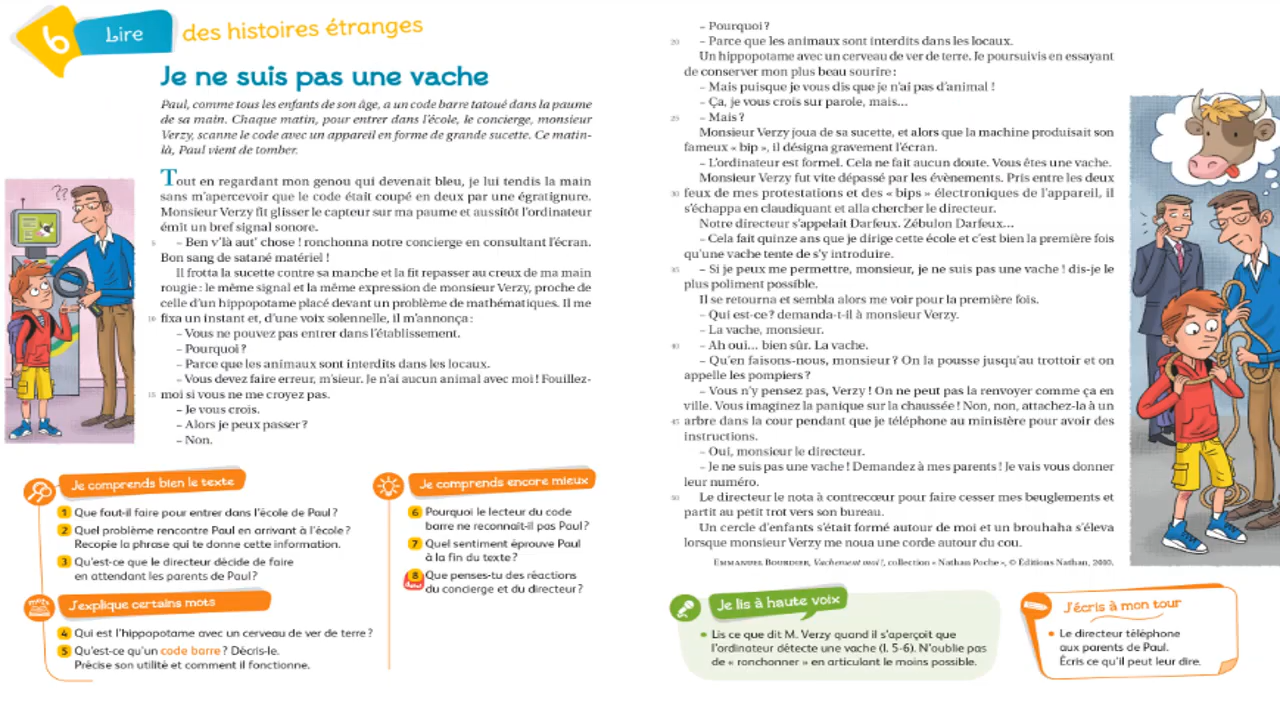 6 Lire des histoires étranges
Je ne suis pas une vache
Paul, comme tous les enfants de son âge, a un code barre tatoué dans la paume
de sa main. Chaque matin, pour entrer dans l'école, le concierge, monsieur
Verzy, scanne le code avec un appareil en forme de grande sucette. Ce matin-
là, Paul vient de tomber.
Tout en regardant mon genou qui devenait bleu, je lui tendis la main
sans m'apercevoir que le code était coupé en deux par une égratignure.
Monsieur Verzy fit glisser le capteur sur ma paume et aussitôt l'ordinateur
émit un bref signal sonore.
5 – Ben v'là aut' chose ! ronchonna notre concierge en consultant l'écran.
Bon sang de satané matériel !
Il frotta la sucette contre sa manche et la fit repasser au creux de ma main
rougie : le même signal et la même expression de monsieur Verzy, proche de
celle d'un hippopotame placé devant un problème de mathématiques. Il me
10 fixa un instant et, d'une voix solennelle, il m'annonça :
– Vous ne pouvez pas entrer dans l'établissement.
– Pourquoi ?
– Parce que les animaux sont interdits dans les locaux.
– Vous devez faire erreur, m'sieur. Je n'ai aucun animal avec moi ! Fouillez-
15 moi si vous ne me croyez pas.
– Je vous crois.
– Alors je peux passer ?
– Non.
??
Je comprends bien le texte
1 Que faut-il faire pour entrer dans l'école de Paul ?
2 Quel problème rencontre Paul en arrivant à l'école ?
Recopie la phrase qui te donne cette information.
3 Qu'est-ce que le directeur décide de faire
en attendant les parents de Paul ?
mots
J'explique certains mots
4 Qui est l'hippopotame avec un cerveau de ver de terre ?
5 Qu'est-ce qu'un code barre ? Décris-le.
Précise son utilité et comment il fonctionne.
Je comprends encore mieux
6 Pourquoi le lecteur du code
barre ne reconnaît-il pas Paul ?
7 Quel sentiment éprouve Paul
à la fin du texte ?
8 Que penses-tu des réactions
du concierge et du directeur ?
– Pourquoi ?
20 – Parce que les animaux sont interdits dans les locaux.
Un hippopotame avec un cerveau de ver de terre. Je poursuivis en essayant
de conserver mon plus beau sourire :
– Mais puisque je vous dis que je n'ai pas d'animal !
– Ça, je vous crois sur parole, mais...
25 – Mais ?
Monsieur Verzy joua de sa sucette, et alors que la machine produisait son
fameux « bip », il désigna gravement l'écran.
– L'ordinateur est formel. Cela ne fait aucun doute. Vous êtes une vache.
Monsieur Verzy fut vite dépassé par les évènements. Pris entre les deux
30 feux de mes protestations et des « bips » électroniques de l'appareil, il
s'échappa en claudiquant et alla chercher le directeur.
Notre directeur s'appelait Darfeux. Zébulon Darfeux...
– Cela fait quinze ans que je dirige cette école et c'est bien la première fois
qu'une vache tente de s'y introduire.
35 – Si je peux me permettre, monsieur, je ne suis pas une vache ! dis-je le
plus poliment possible.
Il se retourna et sembla alors me voir pour la première fois.
– Qui est-ce ? demanda-t-il à monsieur Verzy.
– La vache, monsieur.
40 – Ah oui... bien sûr. La vache.
– Qu'en faisons-nous, monsieur ? On la pousse jusqu'au trottoir et on
appelle les pompiers ?
– Vous n'y pensez pas, Verzy ! On ne peut pas la renvoyer comme ça en
ville. Vous imaginez la panique sur la chaussée ! Non, non, attachez-la à un
45 arbre dans la cour pendant que je téléphone au ministère pour avoir des
instructions.
– Oui, monsieur le directeur.
– Je ne suis pas une vache ! Demandez à mes parents ! Je vais vous donner
leur numéro.
50 Le directeur le nota à contrecœur pour faire cesser mes beuglements et
partit au petit trot vers son bureau.
Un cercle d'enfants s'était formé autour de moi et un brouhaha s'éleva
lorsque monsieur Verzy me noua une corde autour du cou.
Emmanuel Bourdier, Vachement moi !, collection « Nathan Poche », © Éditions Nathan, 2010.
Je lis à haute voix
• Lis ce que dit M. Verzy quand il s'aperçoit que
l'ordinateur détecte une vache (l. 5-6). N'oublie pas
de « ronchonner » en articulant le moins possible.
J'écris à mon tour
• Le directeur téléphone
aux parents de Paul.
Écris ce qu'il peut leur dire.